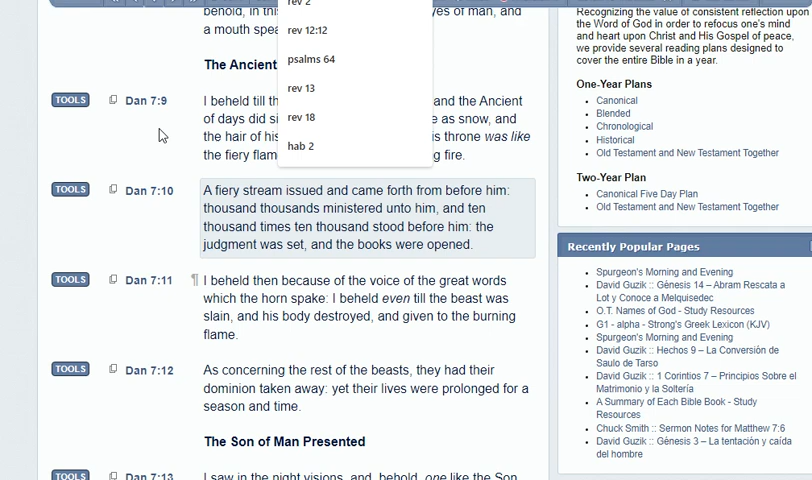 behold, in thi
yes of man, and
a mouth spea
The Ancient
TOOLS
Dan 7:9
I beheld till th
and the Ancient
of days did si
e as snow, and
the hair of his
is throne was like
the fiery flam
ng fire.
rev 2
rev 12:12
psalms 64
rev 13
rev 18
hab 2
TOOLS
Dan 7:10
A fiery stream issued and came forth from before him:
thousand thousands ministered unto him, and ten
thousand times ten thousand stood before him: the
judgment was set, and the books were opened.
TOOLS
Dan 7:11
¶ I beheld then because of the voice of the great words
which the horn spake: I beheld even till the beast was
slain, and his body destroyed, and given to the burning
flame.
TOOLS
Dan 7:12
As concerning the rest of the beasts, they had their
dominion taken away: yet their lives were prolonged for a
season and time.
The Son of Man Presented
TOOLS
Dan 7:13
I saw in the night visions, and, behold, one like the Son
Recognizing the value of consistent reflection upon
the Word of God in order to refocus one's mind
and heart upon Christ and His Gospel of peace,
we provide several reading plans designed to
cover the entire Bible in a year.
One-Year Plans
Canonical
Blended
Chronological
Historical
Old Testament and New Testament Together
Two-Year Plan
Canonical Five Day Plan
Old Testament and New Testament Together
Recently Popular Pages
Spurgeon's Morning and Evening
David Guzik :: Génesis 14 – Abram Rescata a
Lot y Conoce a Melquisedec
O.T. Names of God - Study Resources
G1 - alpha - Strong's Greek Lexicon (KJV)
Spurgeon's Morning and Evening
David Guzik :: Hechos 9 – La Conversión de
Saulo de Tarso
David Guzik :: 1 Corintios 7 – Principios Sobre el
Matrimonio y la Soltería
A Summary of Each Bible Book - Study
Resources
Chuck Smith :: Sermon Notes for Matthew 7:6
David Guzik :: Génesis 3 – La tentación y caída
del hombre